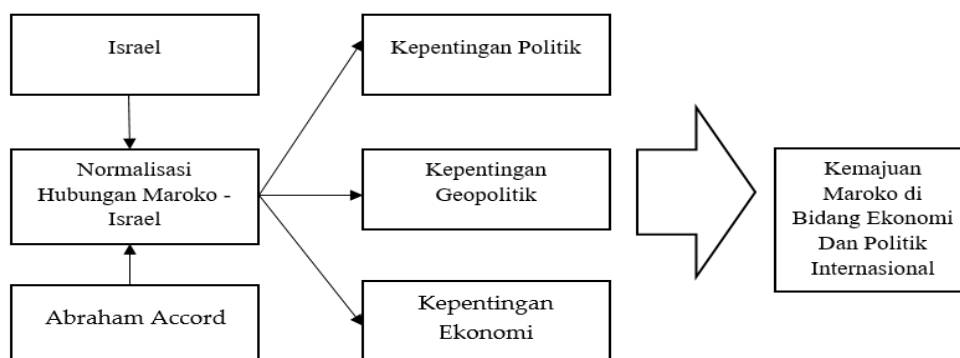 Israel
Normalisasi
Hubungan Maroko -
Israel
Abraham Accord
Kepentingan Politik
Kepentingan
Geopolitik
Kepentingan
Ekonomi
Kemajuan
Maroko di
Bidang Ekonomi
Dan Politik
Internasional